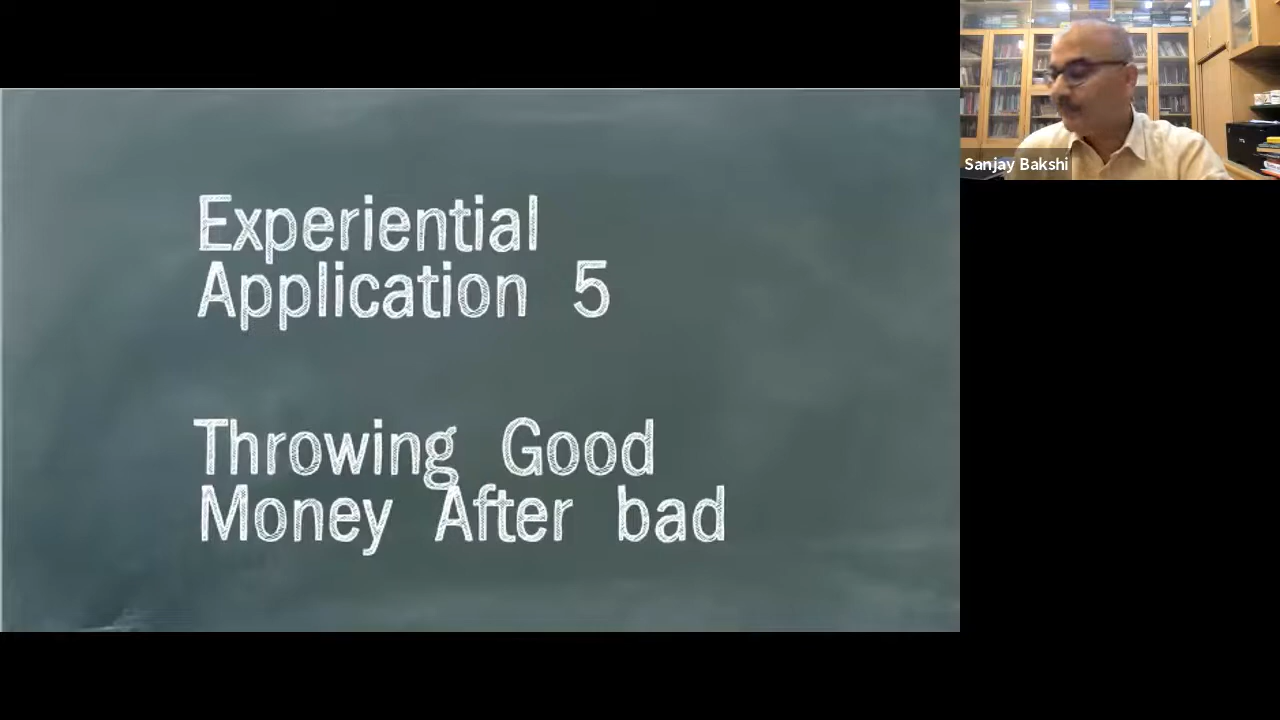 Experiential
Application 5
Throwing Good
Money After bad
Sanjay Bakshi